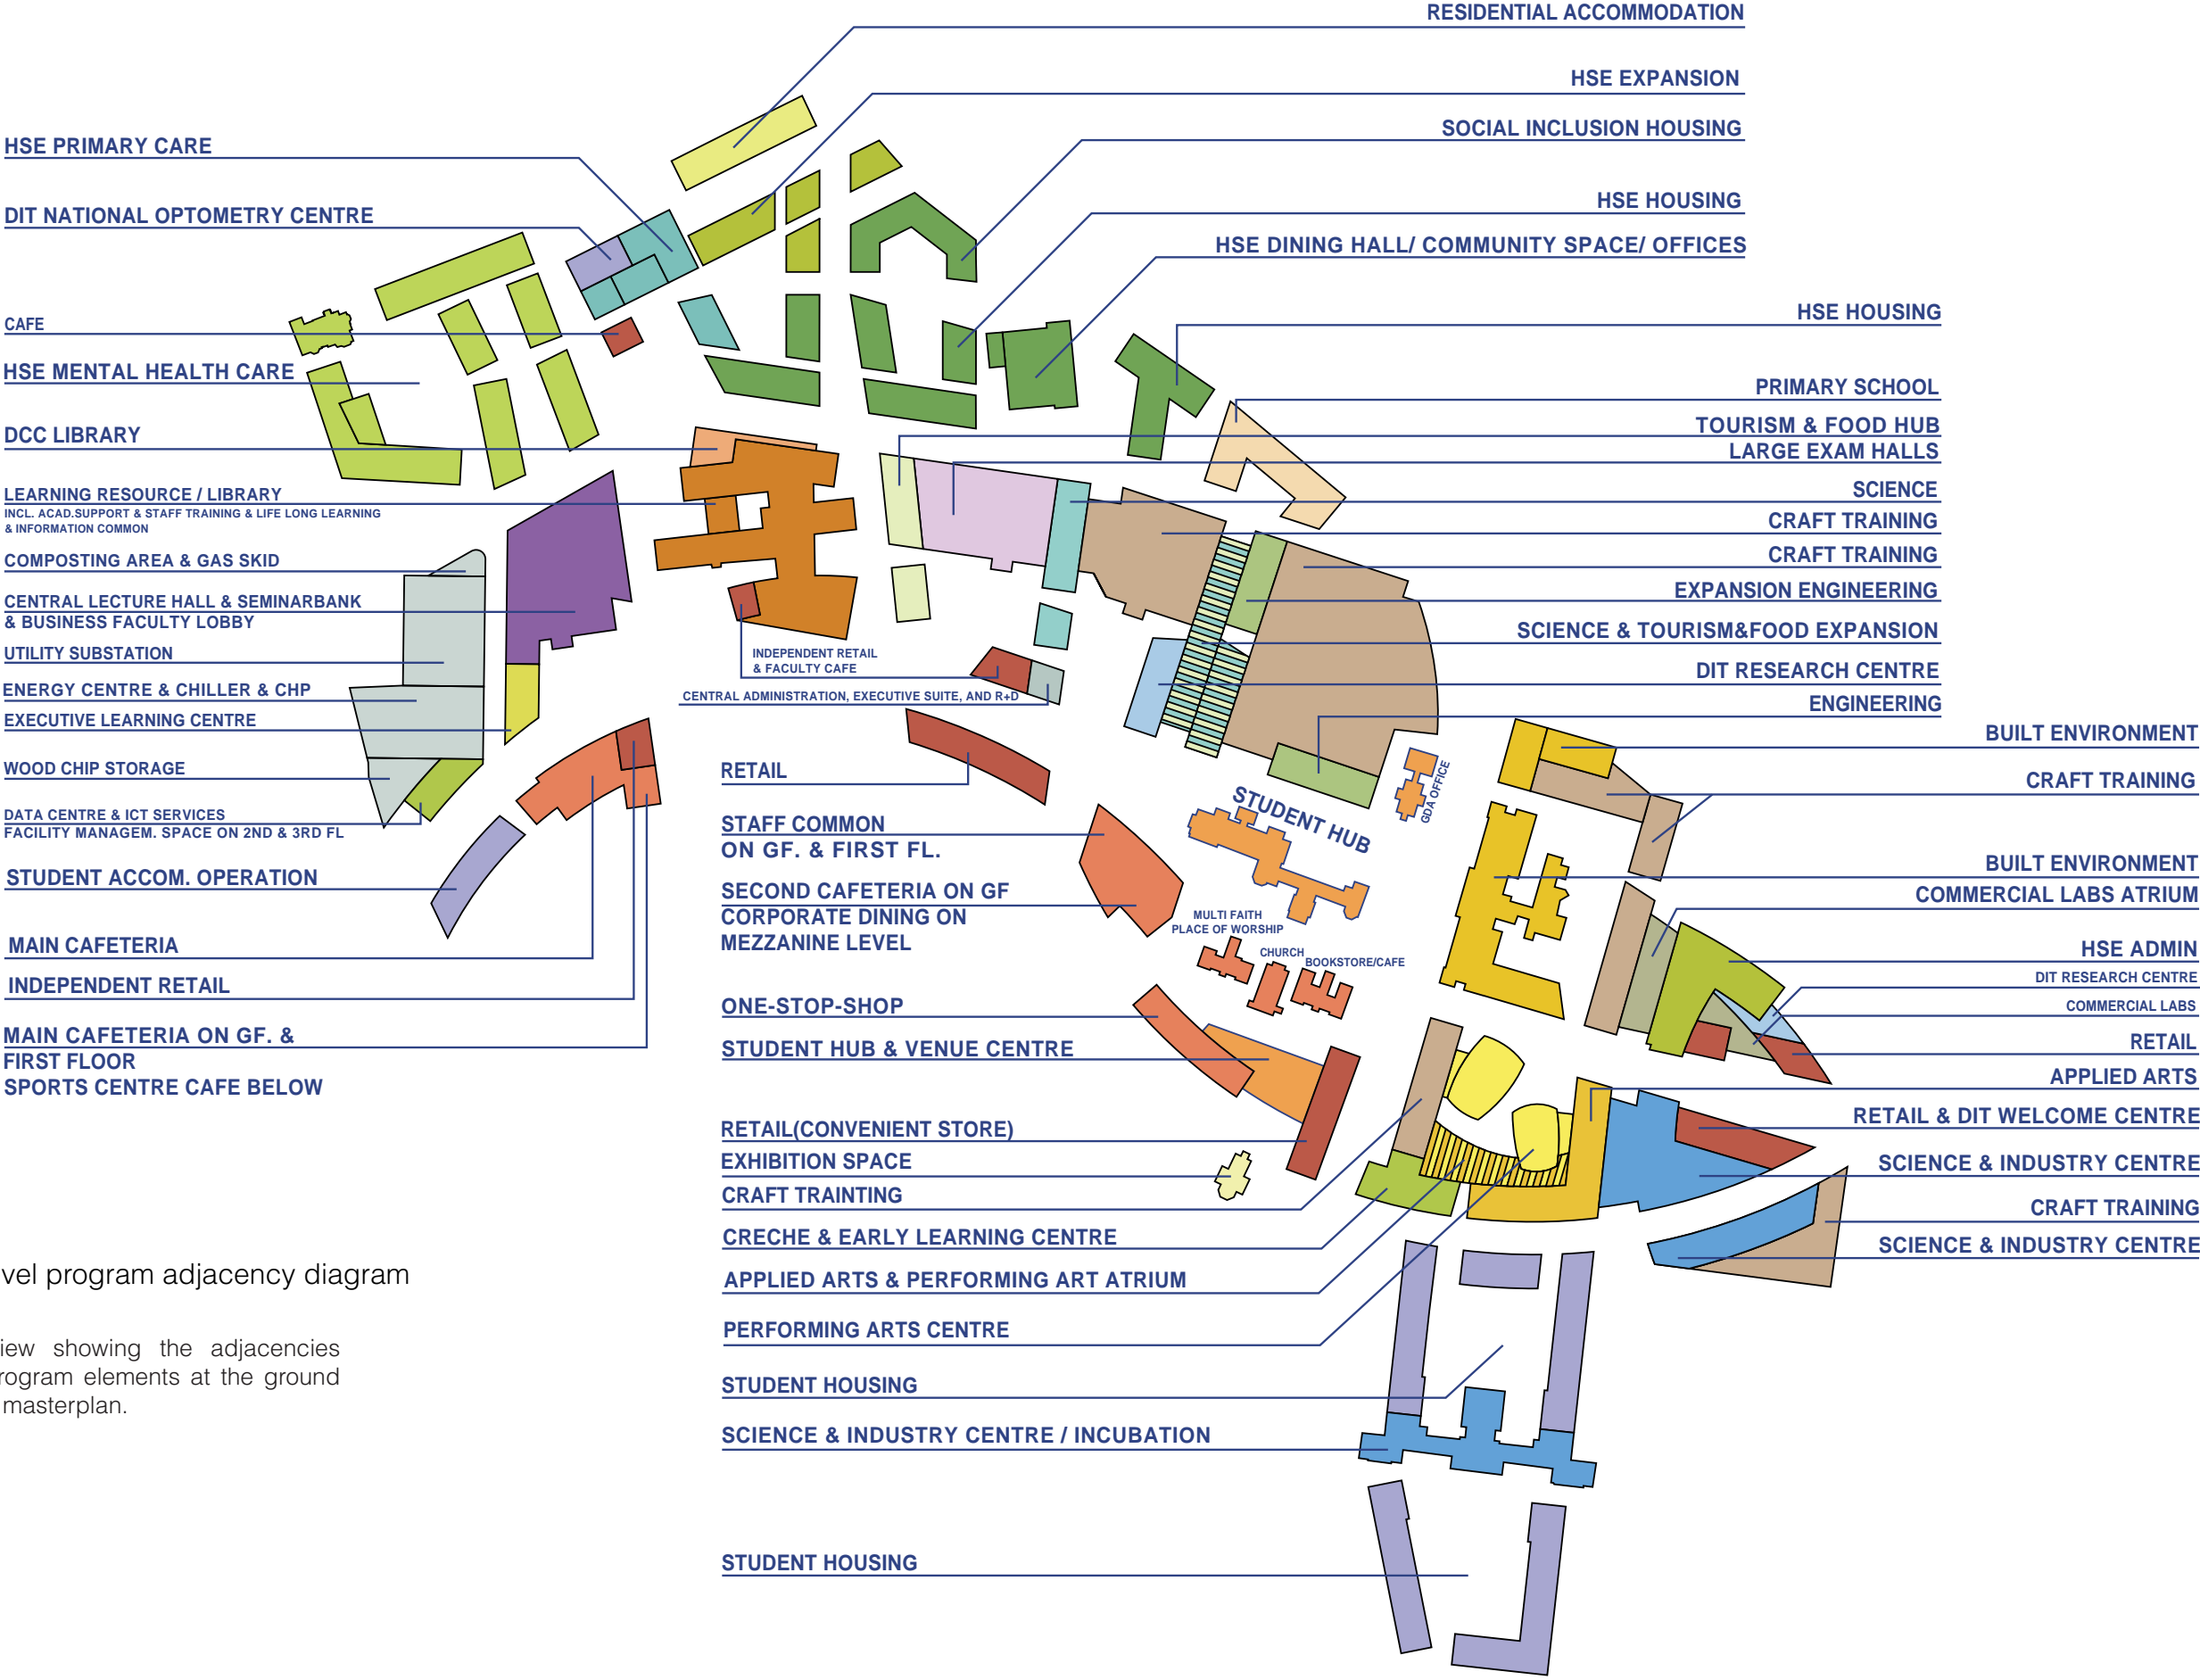 RESIDENTIAL ACCOMMODATION
HSE EXPANSION
SOCIAL INCLUSION HOUSING
HSE HOUSING
HSE DINING HALL/ COMMUNITY SPACE/ OFFICES
HSE HOUSING
PRIMARY SCHOOL
TOURISM & FOOD HUB
LARGE EXAM HALLS
SCIENCE
CRAFT TRAINING
CRAFT TRAINING
EXPANSION ENGINEERING
SCIENCE & TOURISM&FOOD EXPANSION
DIT RESEARCH CENTRE
ENGINEERING
BUILT ENVIRONMENT
CRAFT TRAINING
BUILT ENVIRONMENT
COMMERCIAL LABS ATRIUM
HSE ADMIN
DIT RESEARCH CENTRE
COMMERCIAL LABS
RETAIL
APPLIED ARTS
RETAIL & DIT WELCOME CENTRE
SCIENCE & INDUSTRY CENTRE
CRAFT TRAINING
SCIENCE & INDUSTRY CENTRE
HSE PRIMARY CARE
DIT NATIONAL OPTOMETRY CENTRE
CAFE
HSE MENTAL HEALTH CARE
DCC LIBRARY
LEARNING RESOURCE / LIBRARY
INCL. ACAD.SUPPORT & STAFF TRAINING & LIFE LONG LEARNING
& INFORMATION COMMON
COMPOSTING AREA & GAS SKID
CENTRAL LECTURE HALL & SEMINARBANK
& BUSINESS FACULTY LOBBY
UTILITY SUBSTATION
ENERGY CENTRE & CHILLER & CHP
EXECUTIVE LEARNING CENTRE
WOOD CHIP STORAGE
DATA CENTRE & ICT SERVICES
FACILITY MANAGEM. SPACE ON 2ND & 3RD FL
STUDENT ACCOM. OPERATION
MAIN CAFETERIA
INDEPENDENT RETAIL
MAIN CAFETERIA ON GF. &
FIRST FLOOR
SPORTS CENTRE CAFE BELOW
INDEPENDENT RETAIL
& FACULTY CAFE
CENTRAL ADMINISTRATION, EXECUTIVE SUITE, AND R+D
RETAIL
STAFF COMMON
ON GF. & FIRST FL.
SECOND CAFETERIA ON GF
CORPORATE DINING ON
MEZZANINE LEVEL
STUDENT HUB
GDA OFFICE
MULTI FAITH
PLACE OF WORSHIP
CHURCH
BOOKSTORE/CAFE
ONE-STOP-SHOP
STUDENT HUB & VENUE CENTRE
RETAIL(CONVENIENT STORE)
EXHIBITION SPACE
CRAFT TRAINTING
CRECHE & EARLY LEARNING CENTRE
APPLIED ARTS & PERFORMING ART ATRIUM
PERFORMING ARTS CENTRE
STUDENT HOUSING
SCIENCE & INDUSTRY CENTRE / INCUBATION
STUDENT HOUSING
vel program adjacency diagram
iew showing the adjacencies
rogram elements at the ground
masterplan.